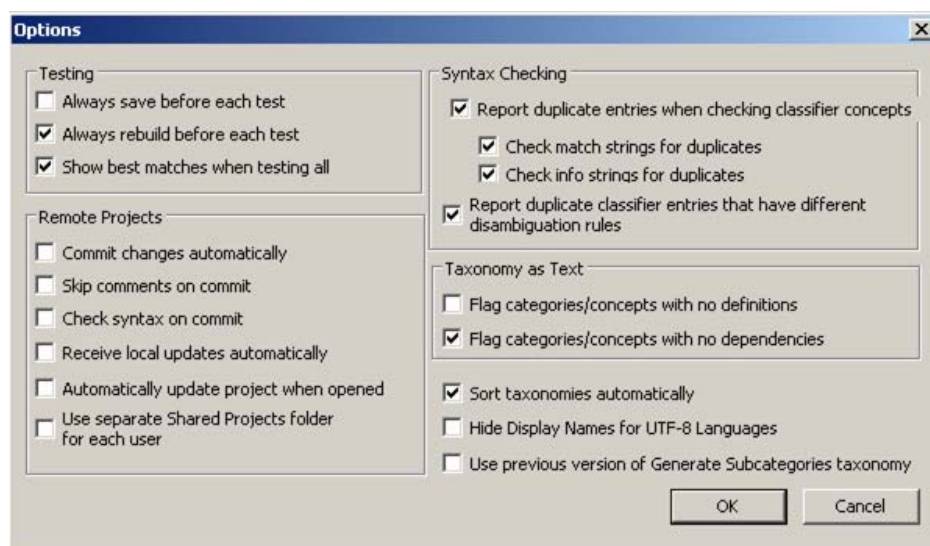 Options
Testing
Always save before each test
Always rebuild before each test
Show best matches when testing all
Remote Projects
Commit changes automatically
Skip comments on commit
Check syntax on commit
Receive local updates automatically
Automatically update project when opened
Use separate Shared Projects folder
for each user
Syntax Checking
Report duplicate entries when checking classifier concepts
Check match strings for duplicates
Check info strings for duplicates
Report duplicate classifier entries that have different
disambiguation rules
Taxonomy as Text
Flag categories/concepts with no definitions
Flag categories/concepts with no dependencies
Sort taxonomies automatically
Hide Display Names for UTF-8 Languages
Use previous version of Generate Subcategories taxonomy
OK
Cancel